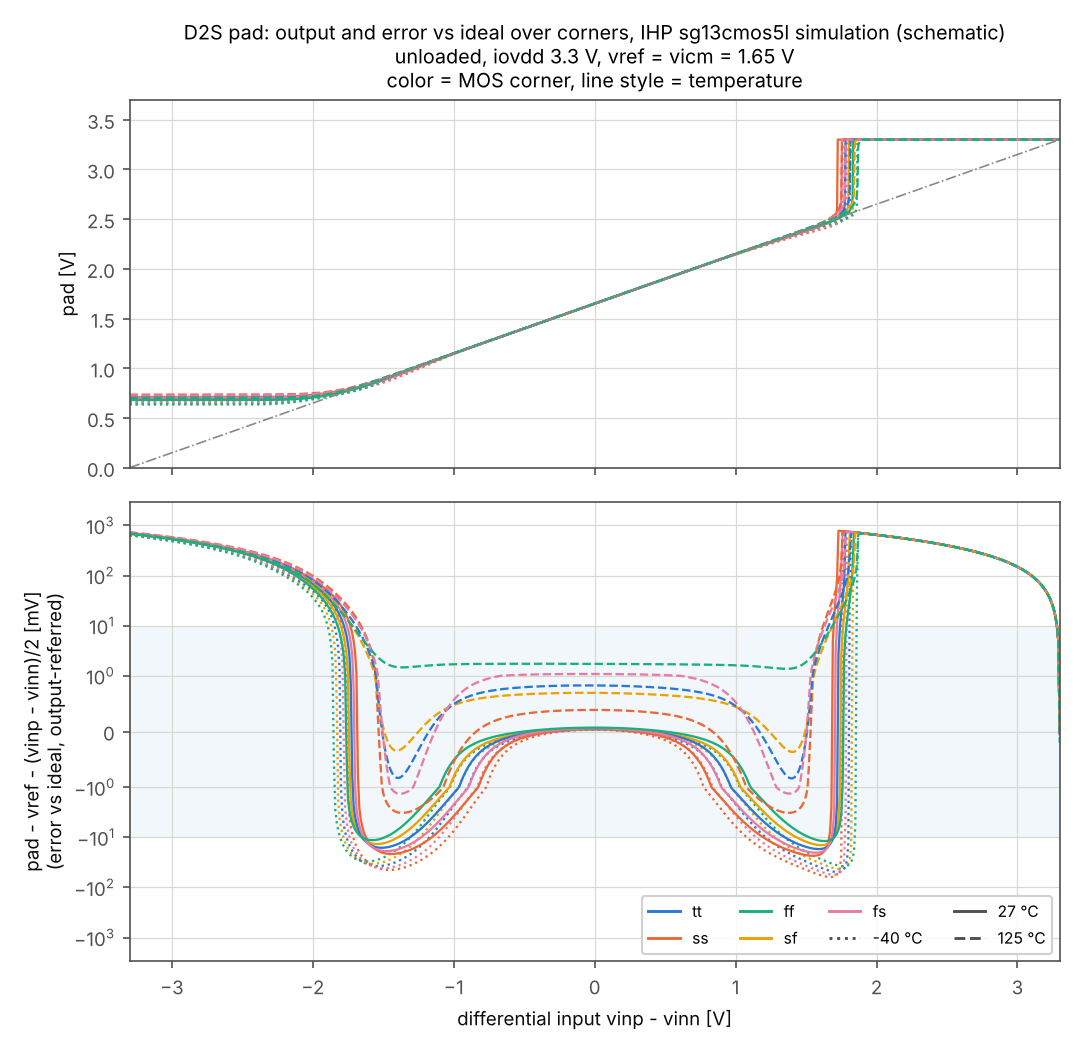 D2S pad: output and error vs ideal over corners, IHP sg13cmos5l simulation (schematic)
unloaded, iovdd 3.3 V, vref = vicm = 1.65 V
color = MOS corner, line style = temperature
pad [V]
3.5
3.0
2.5
2.0
1.5
1.0
0.5
0.0
pad - vref - (vinp - vinn)/2 [mV]
(error vs ideal, output-referred)
10³
10²
10¹
10⁰
0
−10⁰
−10¹
−10²
−10³
tt ff fs 27 °C
ss sf -40 °C 125 °C
−3 −2 −1 0 1 2 3
differential input vinp - vinn [V]